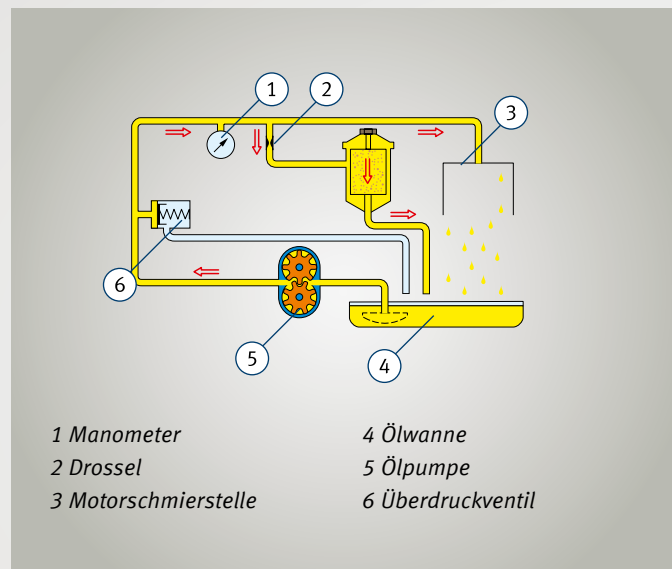 1 2 3
6
5 4
1 Manometer
2 Drossel
3 Motorschmierstelle
4 Ölwanne
5 Ölpumpe
6 Überdruckventil